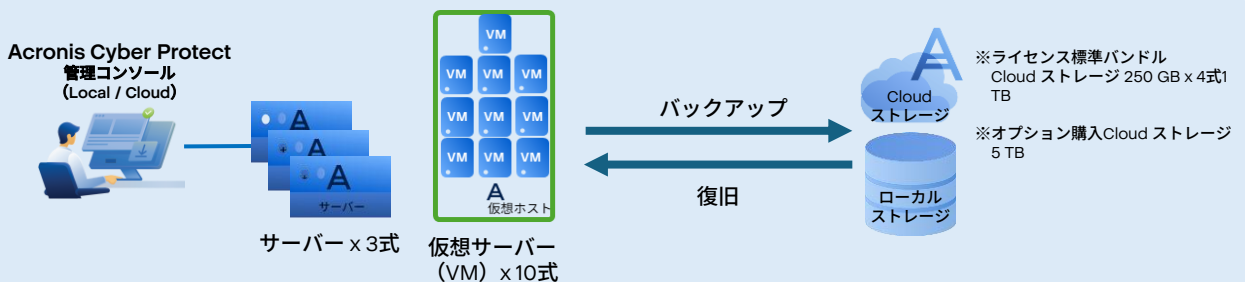 Acronis Cyber Protect
管理コンソール
（Local / Cloud）
サーバー
サーバー x 3式
VM
VM VM VM
VM VM VM
VM VM VM
仮想ホスト
仮想サーバー
（VM）x 10式
バックアップ
復旧
Cloud
ストレージ
ローカル
ストレージ
※ライセンス標準バンドル
Cloud ストレージ 250 GB x 4式1
TB
※オプション購入Cloud ストレージ
5 TB